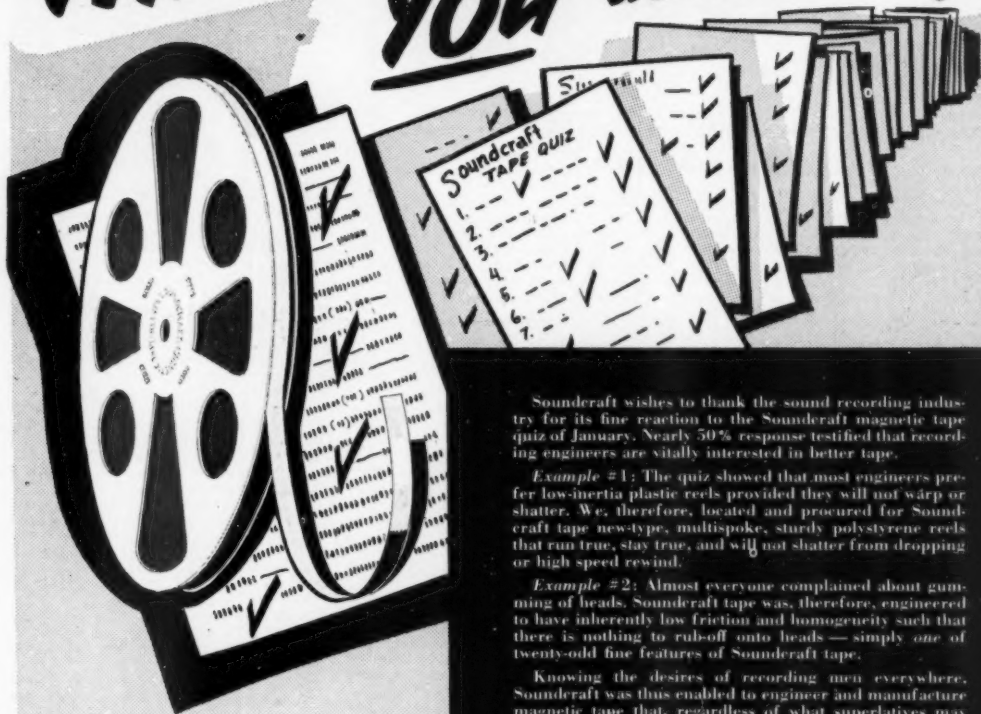 YOU
Soundcraft
TAPE QUIZ
1.
2.
3.
4.
5.
6.
7.
Soundcraft wishes to thank the sound recording indus-
try for its fine reaction to the Soundcraft magnetic tape
quiz of January. Nearly 50% response testified that record-
ing engineers are vitally interested in better tape.
Example #1: The quiz showed that most engineers pre-
fer low-inertia plastic reels provided they will not warp or
shatter. We, therefore, located and procured for Sound-
craft tape new-type, multispoke, sturdy polystyrene reels
that run true, stay true, and will not shatter from dropping
or high speed rewind.
Example #2: Almost everyone complained about gum-
ming of heads. Soundcraft tape was, therefore, engineered
to have inherently low friction and homogeneity such that
there is nothing to rub-off onto heads — simply one of
twenty-odd fine features of Soundcraft tape.
Knowing the desires of recording men everywhere,
Soundcraft was thus enabled to engineer and manufacture
magnetic tape that, regardless of what superlatives may